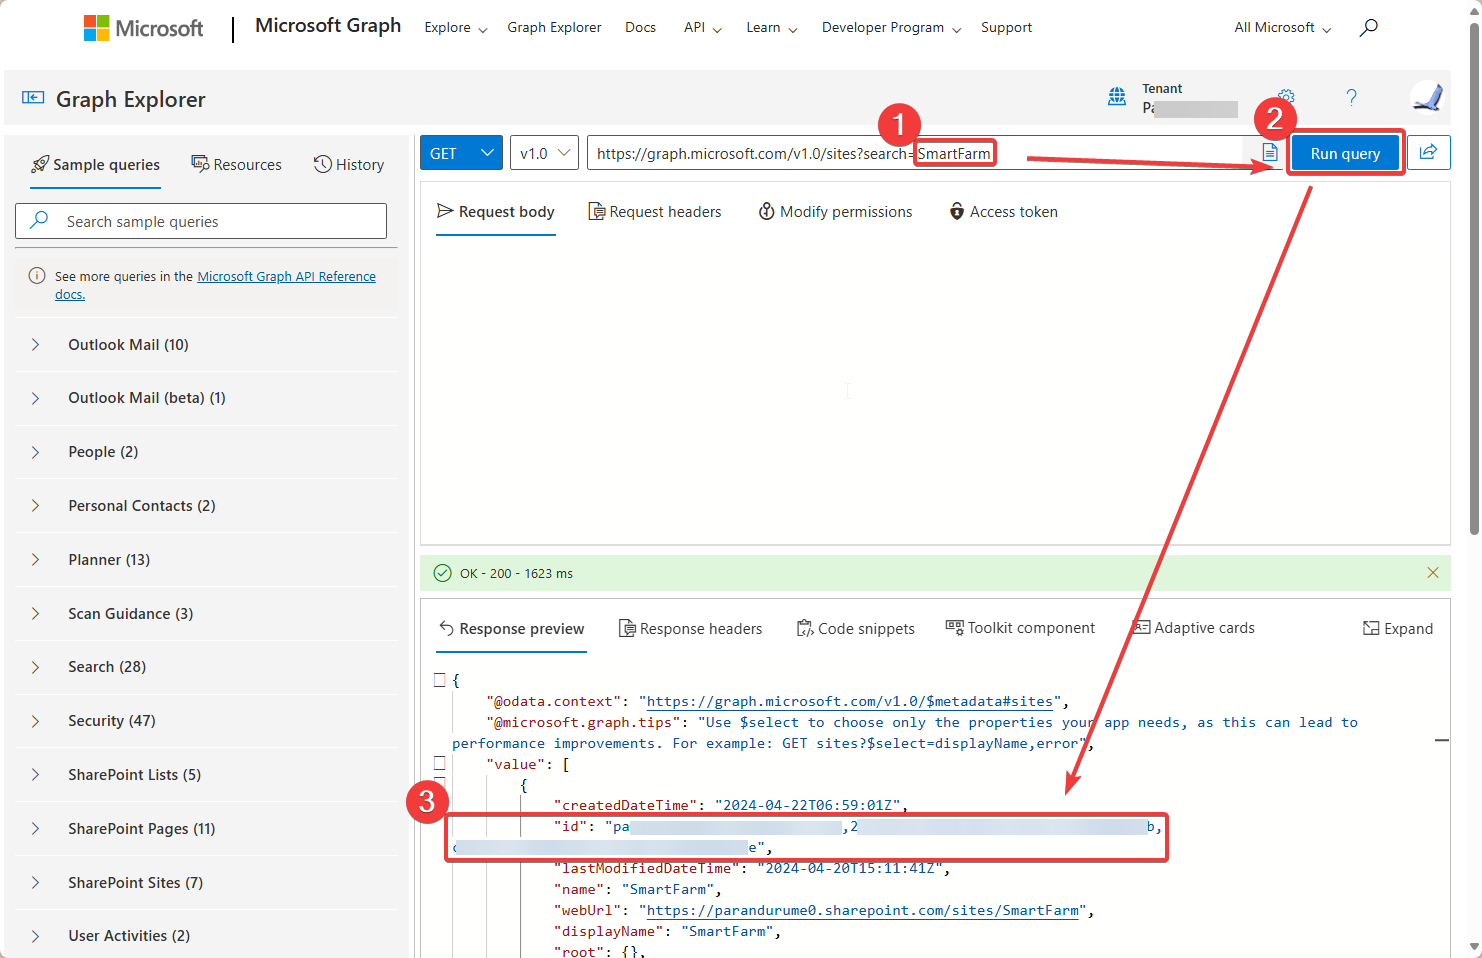 Microsoft | Microsoft Graph Explore Graph Explorer Docs API Learn Developer Program Support All Microsoft
Graph Explorer
Tenant
Pa
1
2
Sample queries Resources History
GET v1.0 https://graph.microsoft.com/v1.0/sites?search=SmartFarm Run query
Search sample queries
See more queries in the Microsoft Graph API Reference
docs.
Outlook Mail (10)
Outlook Mail (beta) (1)
People (2)
Personal Contacts (2)
Planner (13)
Scan Guidance (3)
Search (28)
Security (47)
SharePoint Lists (5)
SharePoint Pages (11)
SharePoint Sites (7)
User Activities (2)
Request body Request headers Modify permissions Access token
OK - 200 - 1623 ms
Response preview Response headers Code snippets Toolkit component Adaptive cards Expand
{
"@odata.context": "https://graph.microsoft.com/v1.0/$metadata#sites",
"@microsoft.graph.tips": "Use $select to choose only the properties your app needs, as this can lead to
performance improvements. For example: GET sites?$select=displayName,error",
"value": [
{
"createdDateTime": "2024-04-22T06:59:01Z",
3
"id": "pa ,2 b,
e",
"lastModifiedDateTime": "2024-04-20T15:11:41Z",
"name": "SmartFarm",
"webUrl": "https://parandurume0.sharepoint.com/sites/SmartFarm",
"displayName": "SmartFarm",
"root": {},